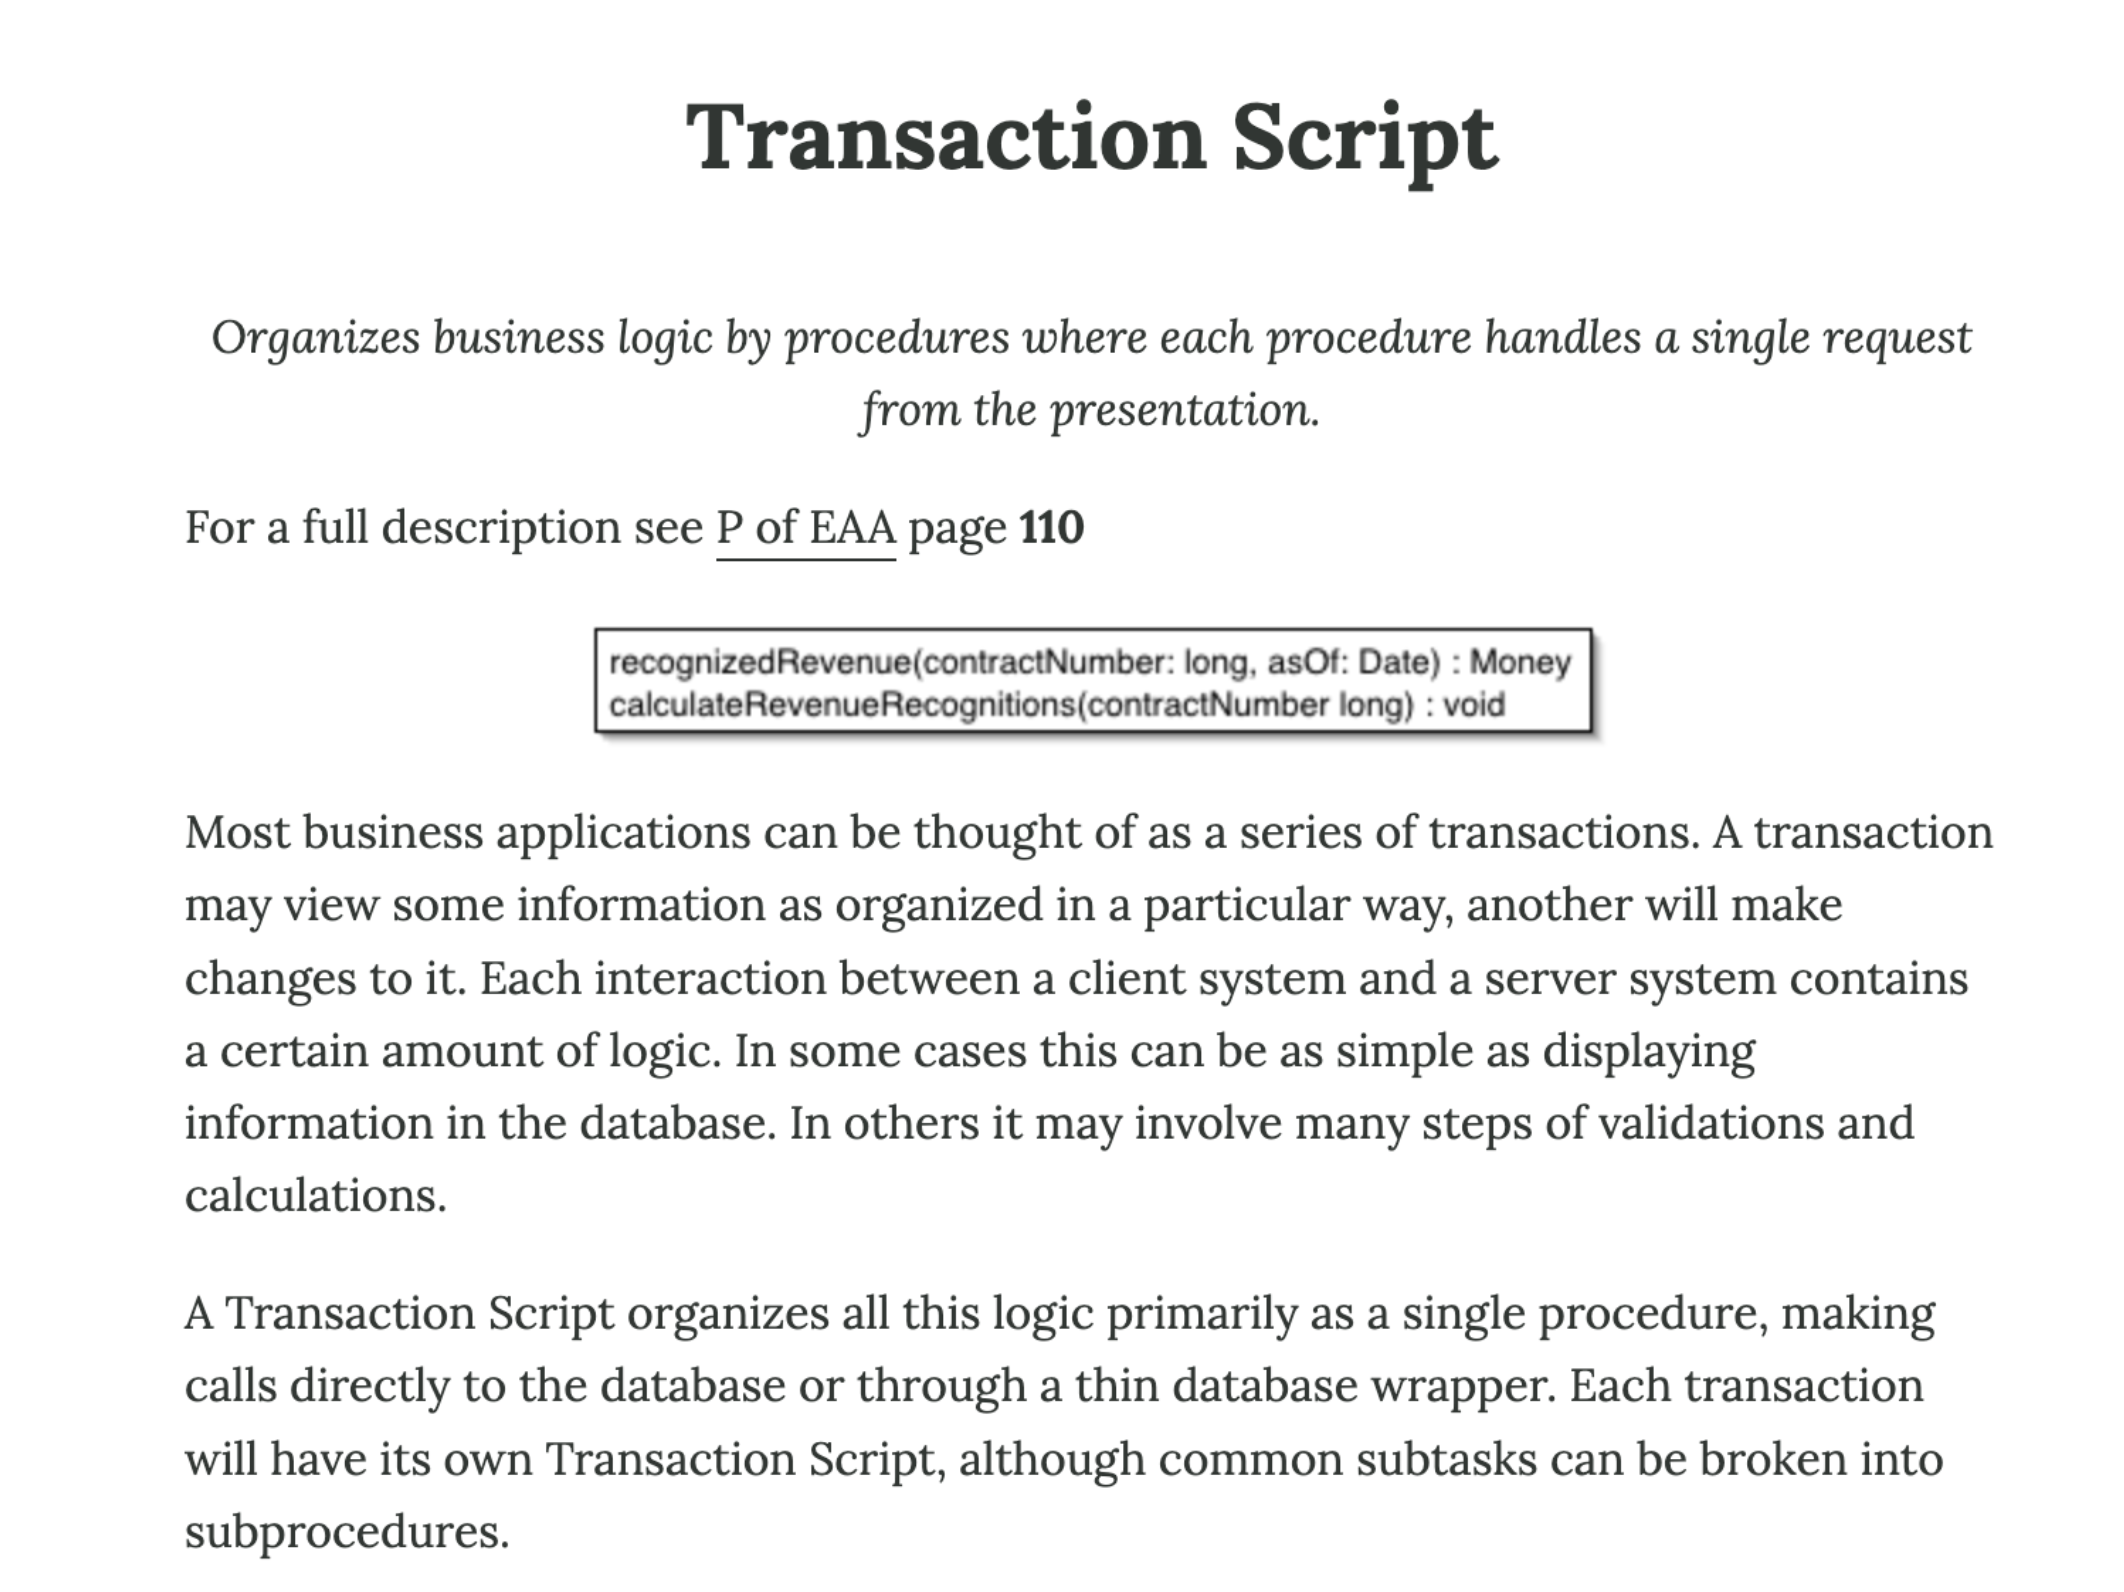 Transaction Script
Organizes business logic by procedures where each procedure handles a single request
from the presentation.
For a full description see P of EAA page 110
recognizedRevenue(contractNumber: long, asOf: Date) : Money
calculateRevenueRecognitions(contractNumber long) : void
Most business applications can be thought of as a series of transactions. A transaction
may view some information as organized in a particular way, another will make
changes to it. Each interaction between a client system and a server system contains
a certain amount of logic. In some cases this can be as simple as displaying
information in the database. In others it may involve many steps of validations and
calculations.
A Transaction Script organizes all this logic primarily as a single procedure, making
calls directly to the database or through a thin database wrapper. Each transaction
will have its own Transaction Script, although common subtasks can be broken into
subprocedures.